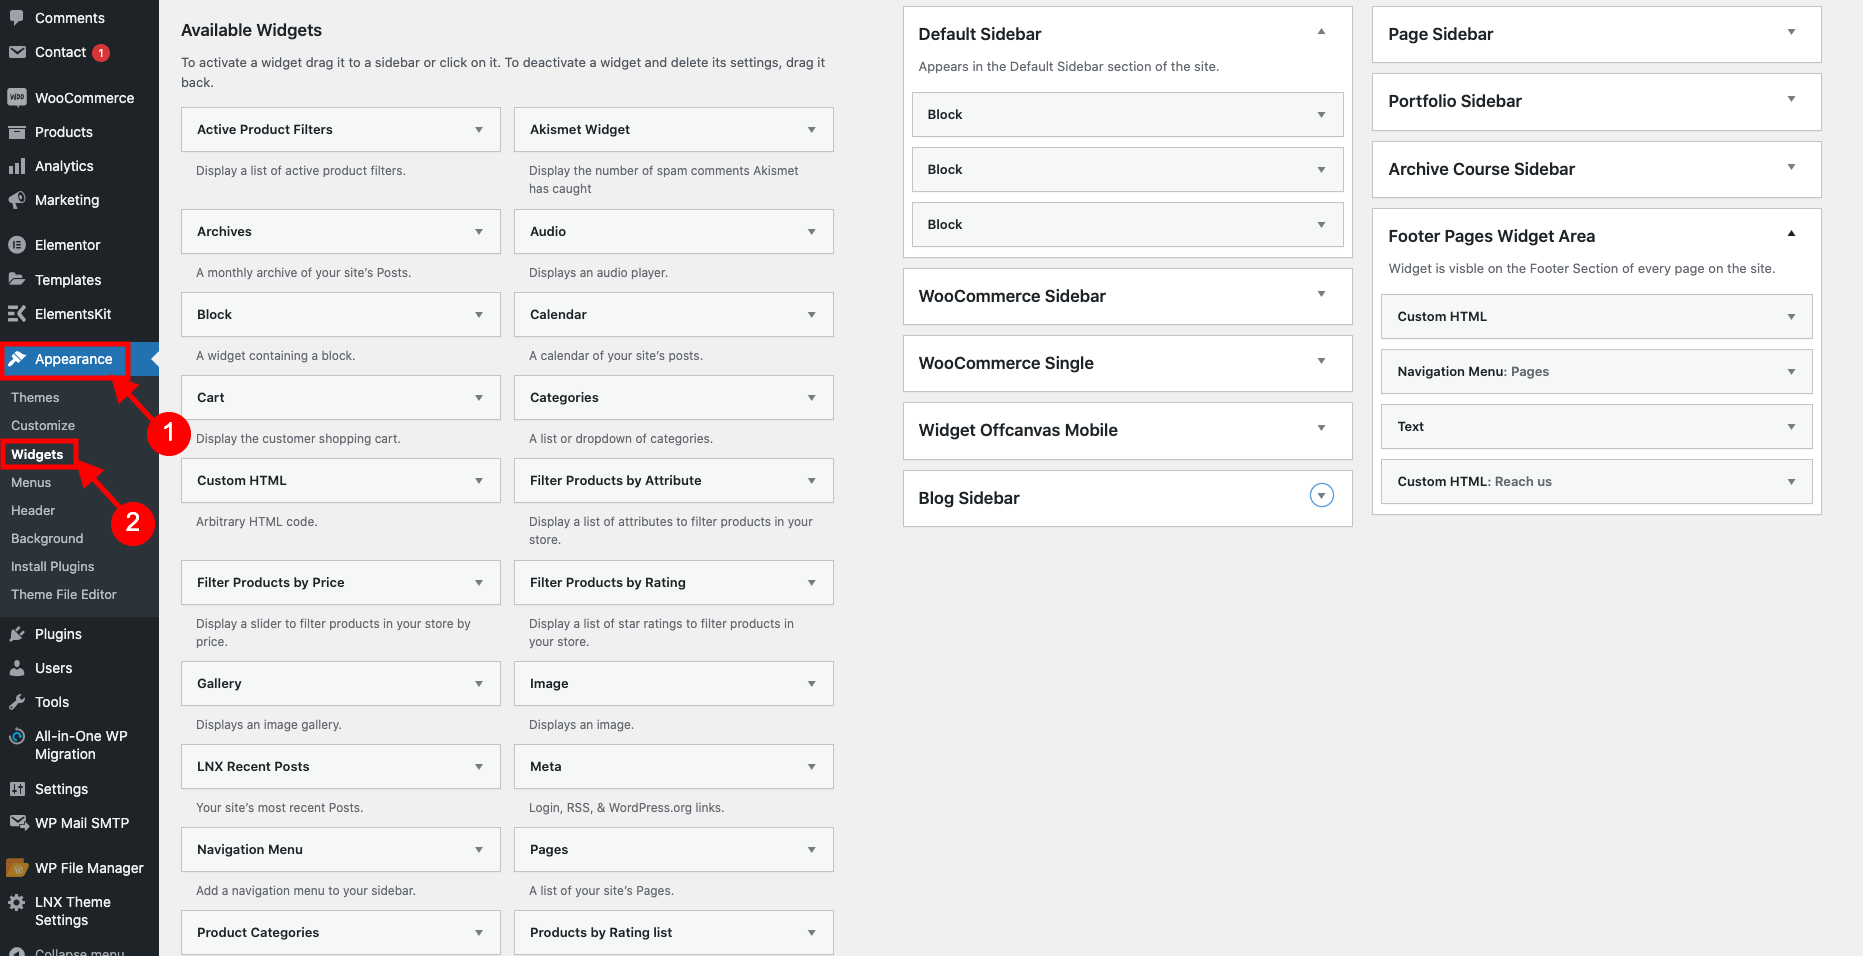 Comments
Contact 1
WooCommerce
Products
Analytics
Marketing
Elementor
Templates
ElementsKit
Appearance
1
Themes
Customize
Widgets
2
Menus
Header
Background
Install Plugins
Theme File Editor
Plugins
Users
Tools
All-in-One WP
Migration
Settings
WP Mail SMTP
WP File Manager
LNX Theme
Settings
Collapse menu
Available Widgets
To activate a widget drag it to a sidebar or click on it. To deactivate a widget and delete its settings, drag it
back.
Active Product Filters
Display a list of active product filters.
Akismet Widget
Display the number of spam comments Akismet
has caught
Archives
A monthly archive of your site's Posts.
Audio
Displays an audio player.
Block
A widget containing a block.
Calendar
A calendar of your site's posts.
Cart
Display the customer shopping cart.
Categories
A list or dropdown of categories.
Custom HTML
Arbitrary HTML code.
Filter Products by Attribute
Display a list of attributes to filter products in your
store.
Filter Products by Price
Display a slider to filter products in your store by
price.
Filter Products by Rating
Display a list of star ratings to filter products in
your store.
Gallery
Displays an image gallery.
Image
Displays an image.
LNX Recent Posts
Your site's most recent Posts.
Meta
Login, RSS, & WordPress.org links.
Navigation Menu
Add a navigation menu to your sidebar.
Pages
A list of your site's Pages.
Product Categories
Products by Rating list
Default Sidebar
Appears in the Default Sidebar section of the site.
Block
Block
Block
WooCommerce Sidebar
WooCommerce Single
Widget Offcanvas Mobile
Blog Sidebar
Page Sidebar
Portfolio Sidebar
Archive Course Sidebar
Footer Pages Widget Area
Widget is visble on the Footer Section of every page on the site.
Custom HTML
Navigation Menu: Pages
Text
Custom HTML: Reach us